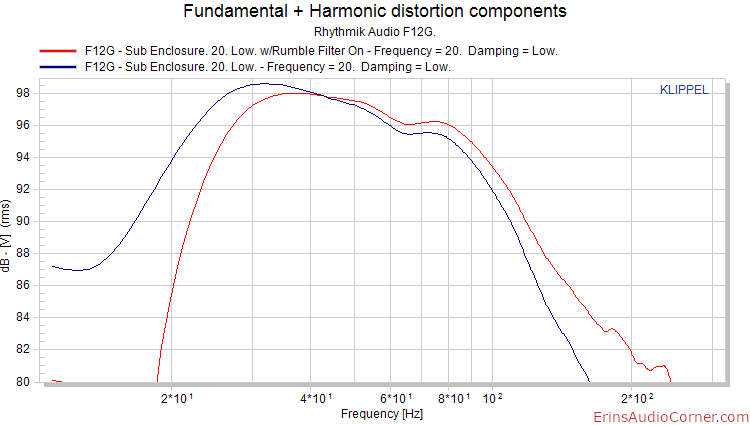 Fundamental + Harmonic distortion components
Rhythmik Audio F12G.
F12G - Sub Enclosure. 20. Low. w/Rumble Filter On - Frequency = 20.  Damping = Low.
F12G - Sub Enclosure. 20. Low. - Frequency = 20.  Damping = Low.
KLIPPEL
98
96
94
92
90
88
86
84
82
80
dB - [V]  (rms)
2*10¹ 4*10¹ 6*10¹ 8*10¹ 10² 2*10²
Frequency [Hz]
ErinsAudioCorner.com